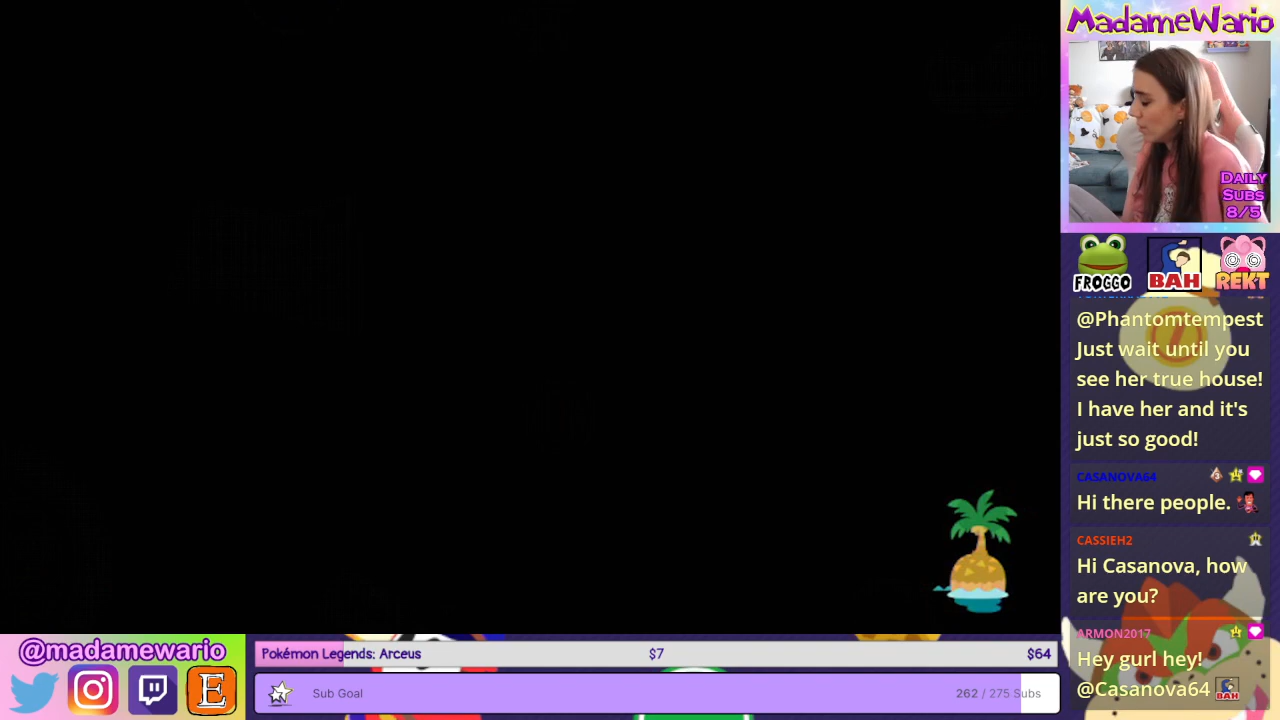 MadameWario
Daily
Subs
8/5
FROGGO
BAH
REKT
@Phantomtempest
Just wait until you
see her true house!
I have her and it's
just so good!
CASANOVA64
Hi there people.
CASSIEH2
Hi Casanova, how
are you?
ARMON2017
Hey gurl hey!
@Casanova64
@madamewario
E
Pokémon Legends: Arceus
$7
$64
Sub Goal
262 / 275 Subs